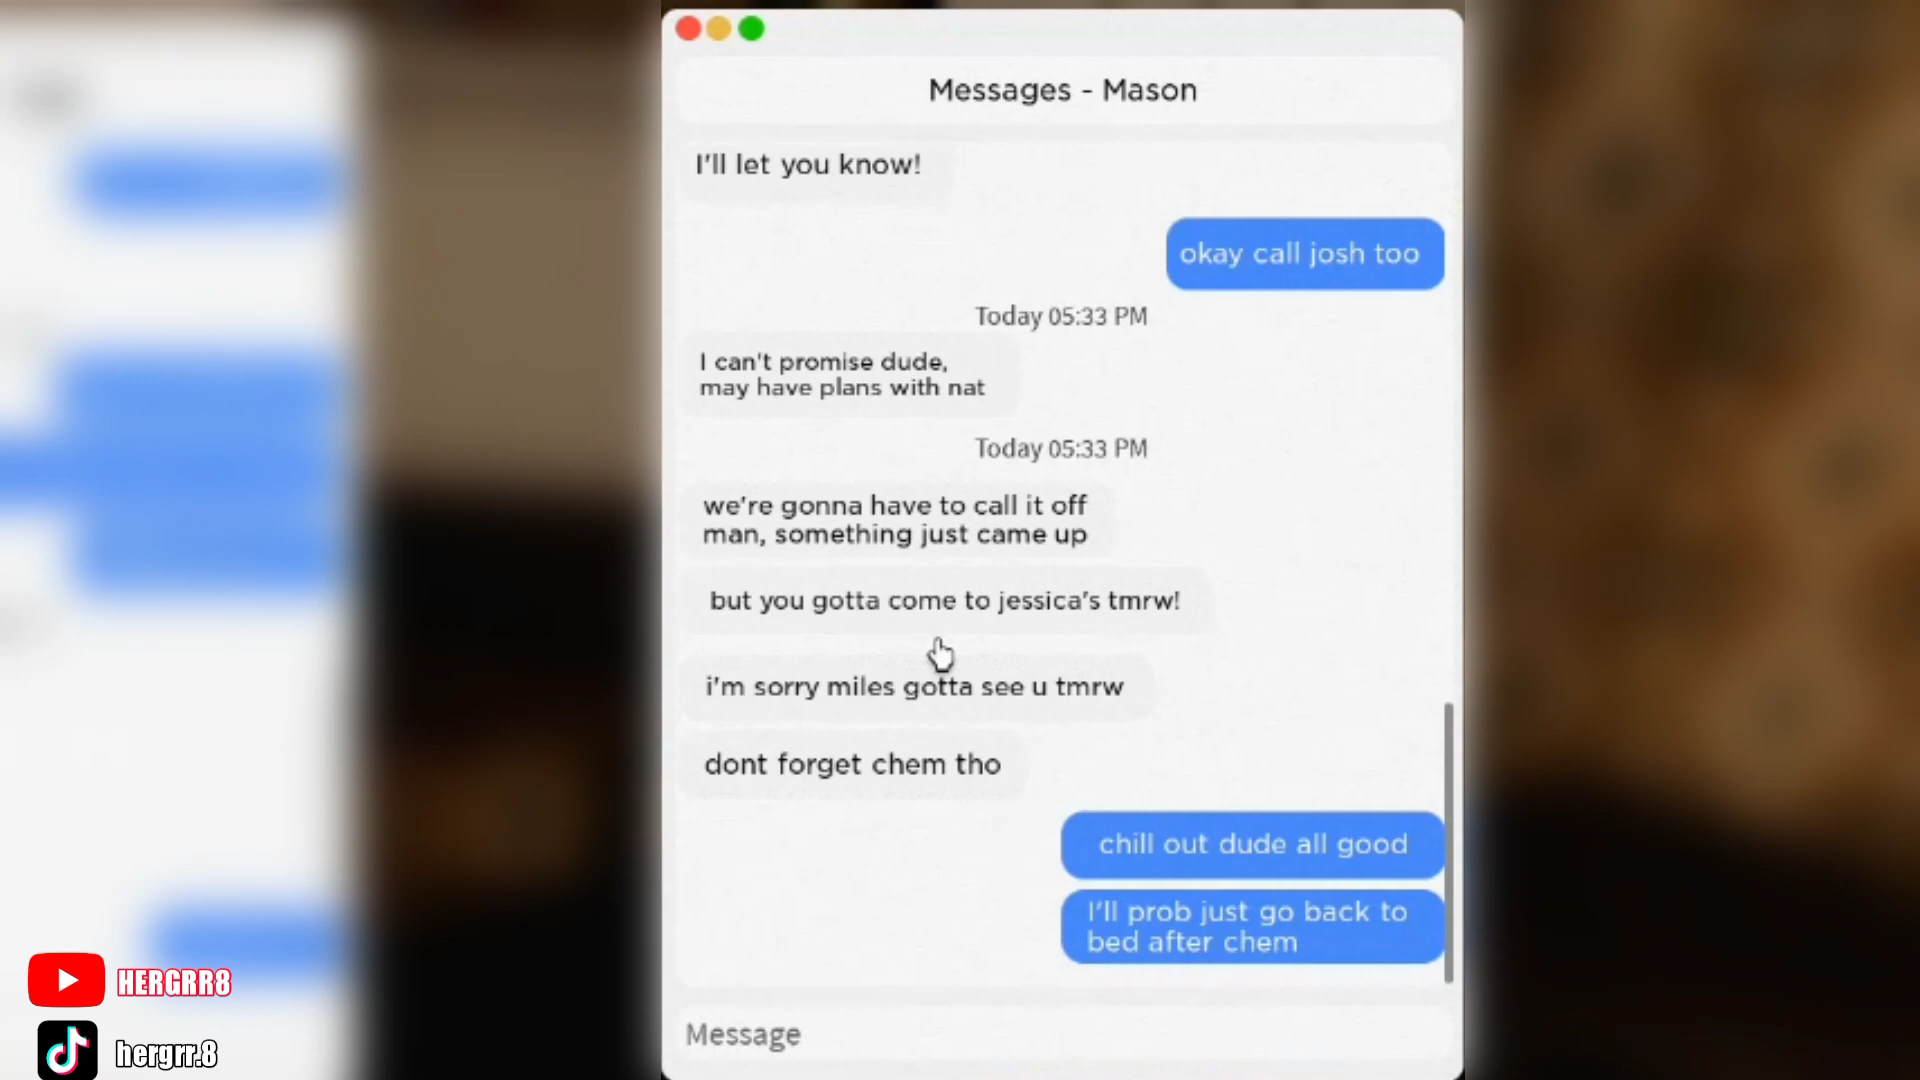 Messages - Mason
I'll let you know!
okay call josh too
Today 05:33 PM
I can't promise dude,
may have plans with nat
Today 05:33 PM
we're gonna have to call it off
man, something just came up
but you gotta come to jessica's tmrw!
i'm sorry miles gotta see u tmrw
dont forget chem tho
chill out dude all good
I'll prob just go back to
bed after chem
Message
HERGRR8
hergrr.8